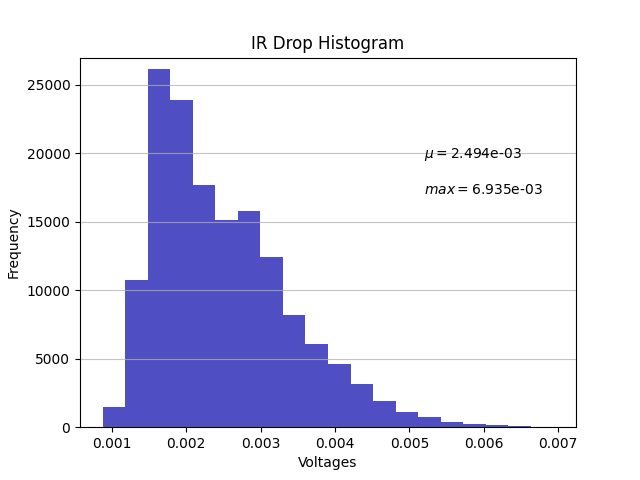 IR Drop Histogram
25000
20000
15000
10000
5000
0
Frequency
μ = 2.494e-03
max = 6.935e-03
0.001 0.002 0.003 0.004 0.005 0.006 0.007
Voltages